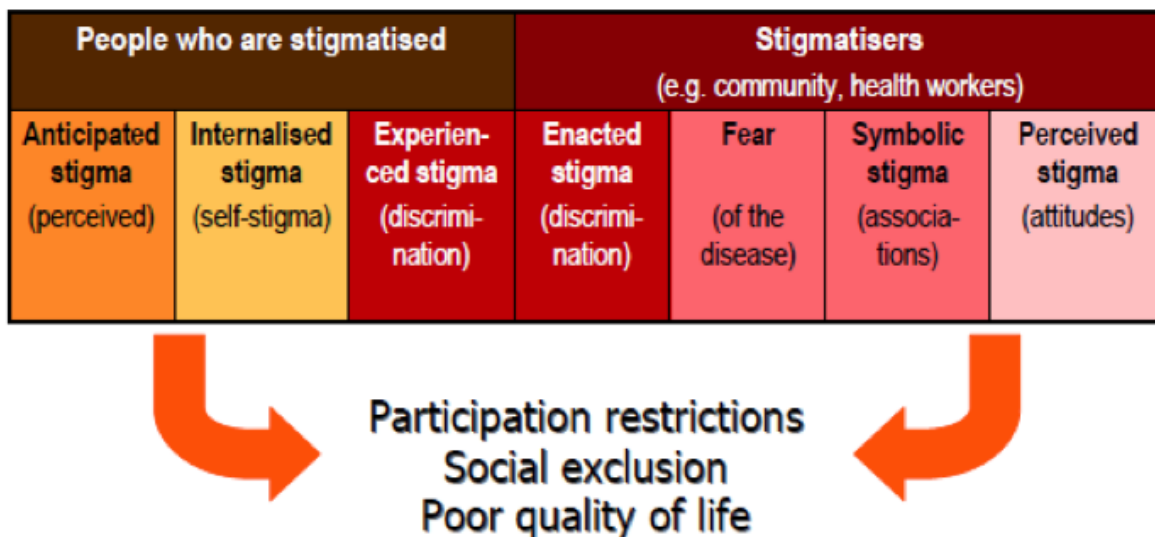 People who are stigmatised
Stigmatisers
(e.g. community, health workers)
Anticipated
stigma
(perceived)
Internalised
stigma
(self-stigma)
Experien-
ced stigma
(discrimi-
nation)
Enacted
stigma
(discrimi-
nation)
Fear
(of the
disease)
Symbolic
stigma
(associa-
tions)
Perceived
stigma
(attitudes)
Participation restrictions
Social exclusion
Poor quality of life